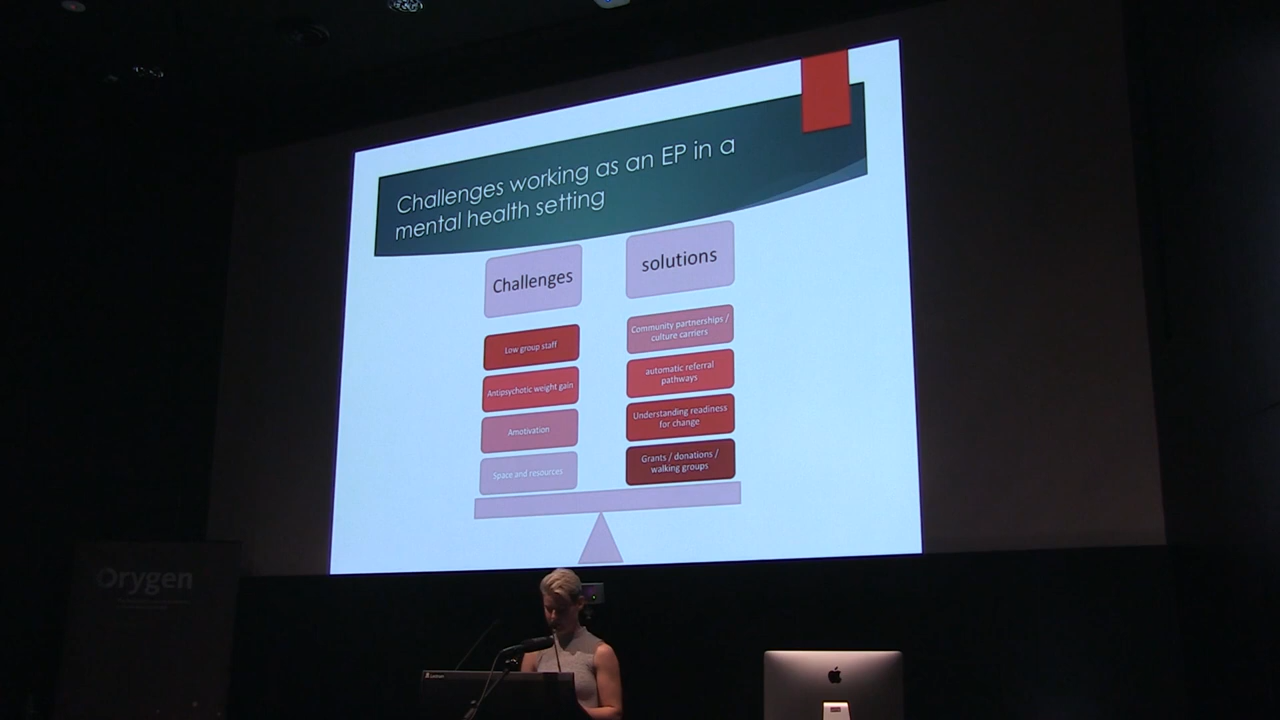 Challenges working as an EP in a
mental health setting
Challenges
Low group staff
Antipsychotic weight gain
Amotivation
Space and resources
solutions
Community partnerships /
culture carriers
automatic referral
pathways
Understanding readiness
for change
Grants / donations /
walking groups
Orygen